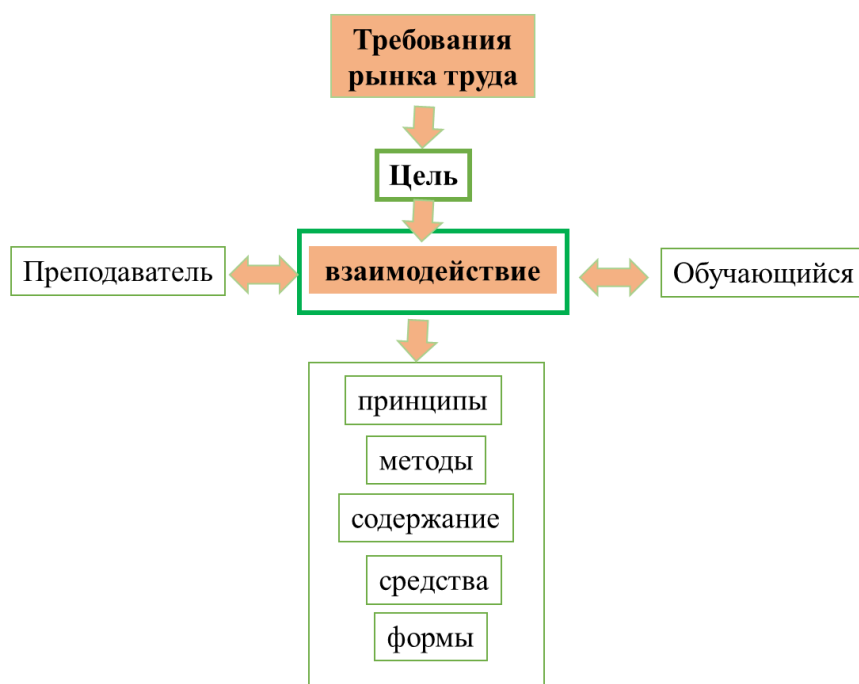 Требования
рынка труда
Цель
Преподаватель
взаимодействие
Обучающийся
принципы
методы
содержание
средства
формы